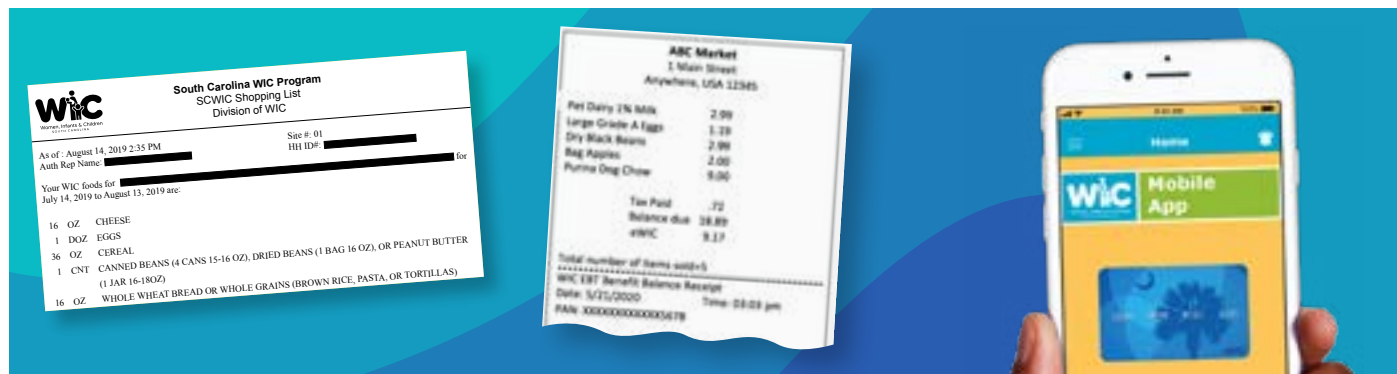 South Carolina WIC Program
SCWIC Shopping List
Division of WIC
WIC
Women, Infants & Children
SOUTH CAROLINA
As of : August 14, 2019 2:35 PM
Site #: 01
Auth Rep Name:
HH ID#:
Your WIC foods for
for
July 14, 2019 to August 13, 2019 are:
16 OZ CHEESE
1 DOZ EGGS
36 OZ CEREAL
1 CNT CANNED BEANS (4 CANS 15-16 OZ), DRIED BEANS (1 BAG 16 OZ), OR PEANUT BUTTER
(1 JAR 16-18OZ)
16 OZ WHOLE WHEAT BREAD OR WHOLE GRAINS (BROWN RICE, PASTA, OR TORTILLAS)
ABC Market
1 Main Street
Anywhere, USA 12345
Pet Dairy 1% Milk 2.99
Large Grade A Eggs 1.19
Dry Black Beans 2.99
Bag Apples 2.00
Purina Dog Chow 9.00
Tax Paid .72
Balance due 18.89
eWIC 9.17
Total number of items sold=5
WIC EBT Benefit Balance Receipt
Date: 5/21/2020 Time: 03:03 pm
PAN: XXXXXXXXXXXX5678
Home
WIC
Mobile
App